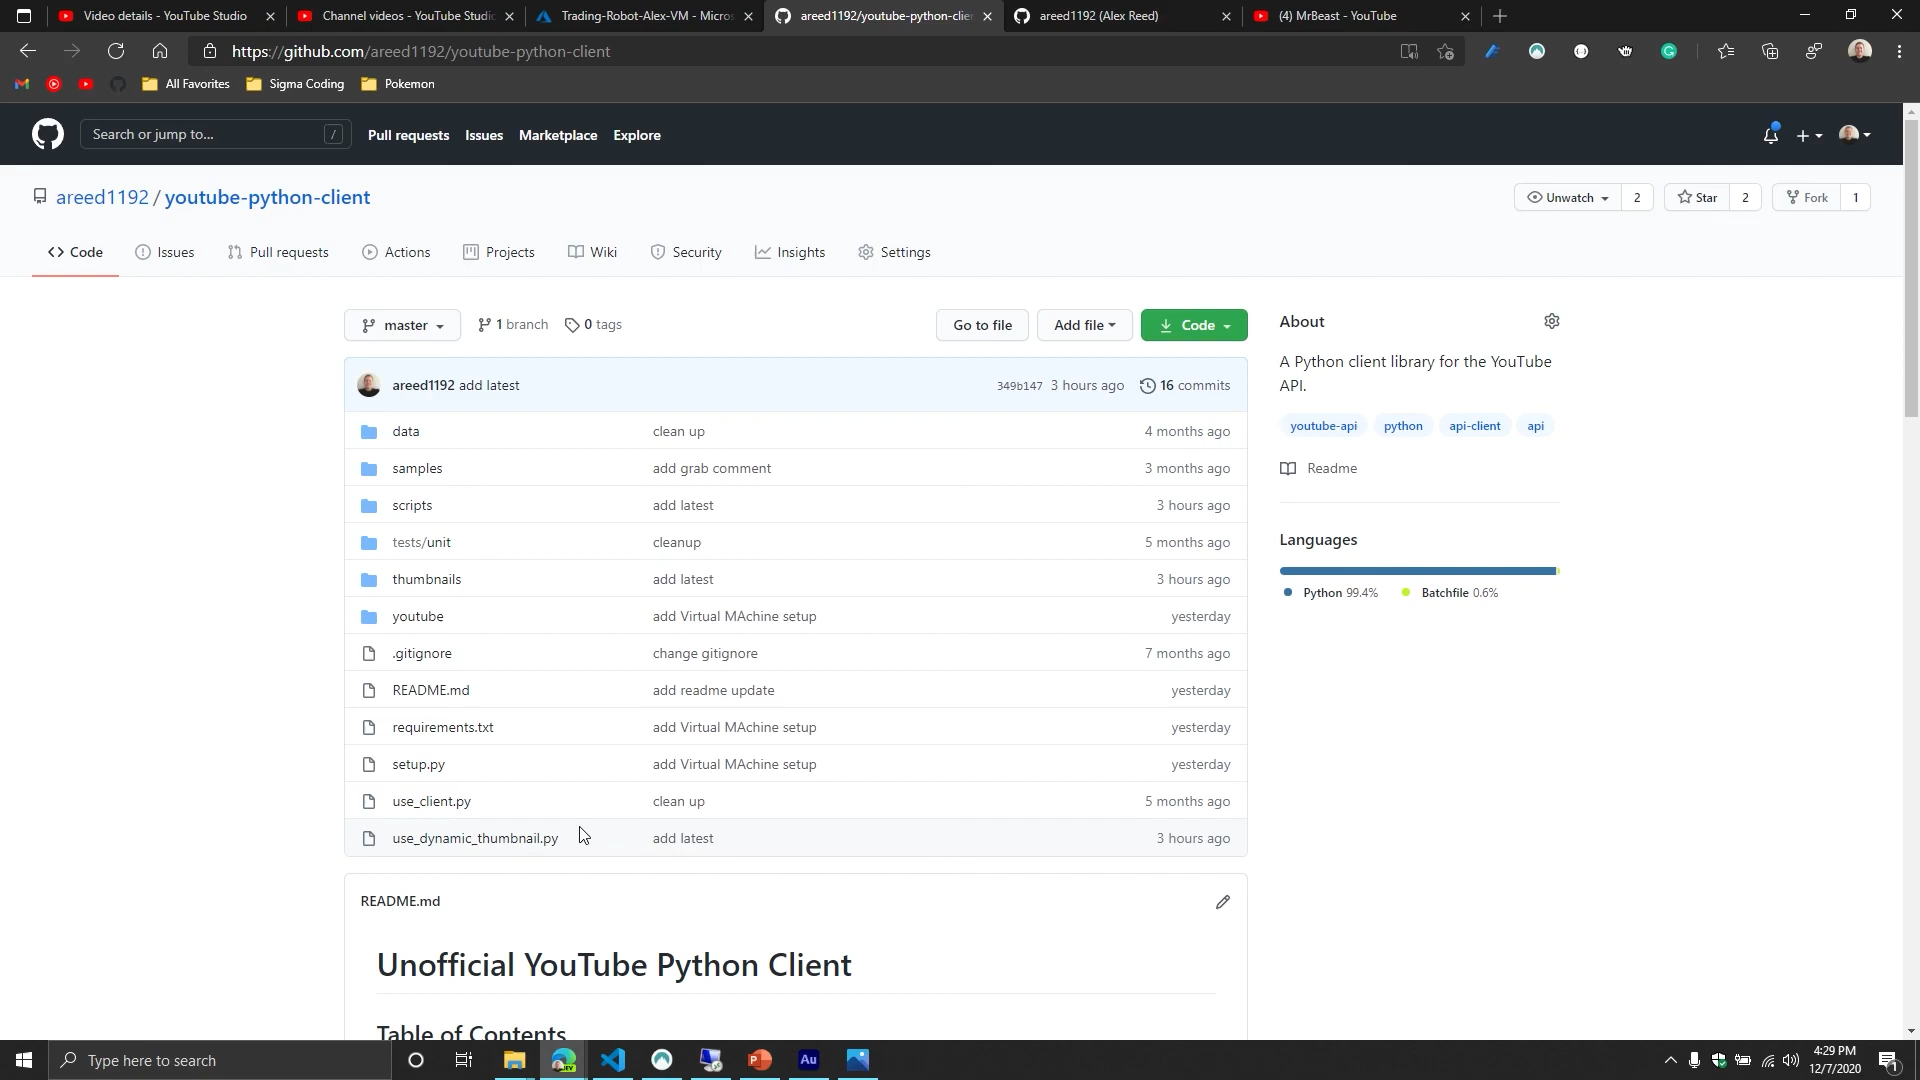 Video details - YouTube Studio
Channel videos - YouTube Studio
Trading-Robot-Alex-VM - Micros
areed1192/youtube-python-clien
areed1192 (Alex Reed)
(4) MrBeast - YouTube
https://github.com/areed1192/youtube-python-client
All Favorites
Sigma Coding
Pokemon
Search or jump to...
/
Pull requests
Issues
Marketplace
Explore
areed1192 / youtube-python-client
Unwatch
2
Star
2
Fork
1
Code
Issues
Pull requests
Actions
Projects
Wiki
Security
Insights
Settings
master
1 branch
0 tags
Go to file
Add file
Code
areed1192 add latest
349b147 3 hours ago
16 commits
data clean up 4 months ago
samples add grab comment 3 months ago
scripts add latest 3 hours ago
tests/unit cleanup 5 months ago
thumbnails add latest 3 hours ago
youtube add Virtual MAchine setup yesterday
.gitignore change gitignore 7 months ago
README.md add readme update yesterday
requirements.txt add Virtual MAchine setup yesterday
setup.py add Virtual MAchine setup yesterday
use_client.py clean up 5 months ago
use_dynamic_thumbnail.py add latest 3 hours ago
README.md
Unofficial YouTube Python Client
Table of Contents
About
A Python client library for the YouTube
API.
youtube-api
python
api-client
api
Readme
Languages
Python 99.4%
Batchfile 0.6%
Type here to search
DEV
Au
4:29 PM
12/7/2020
1